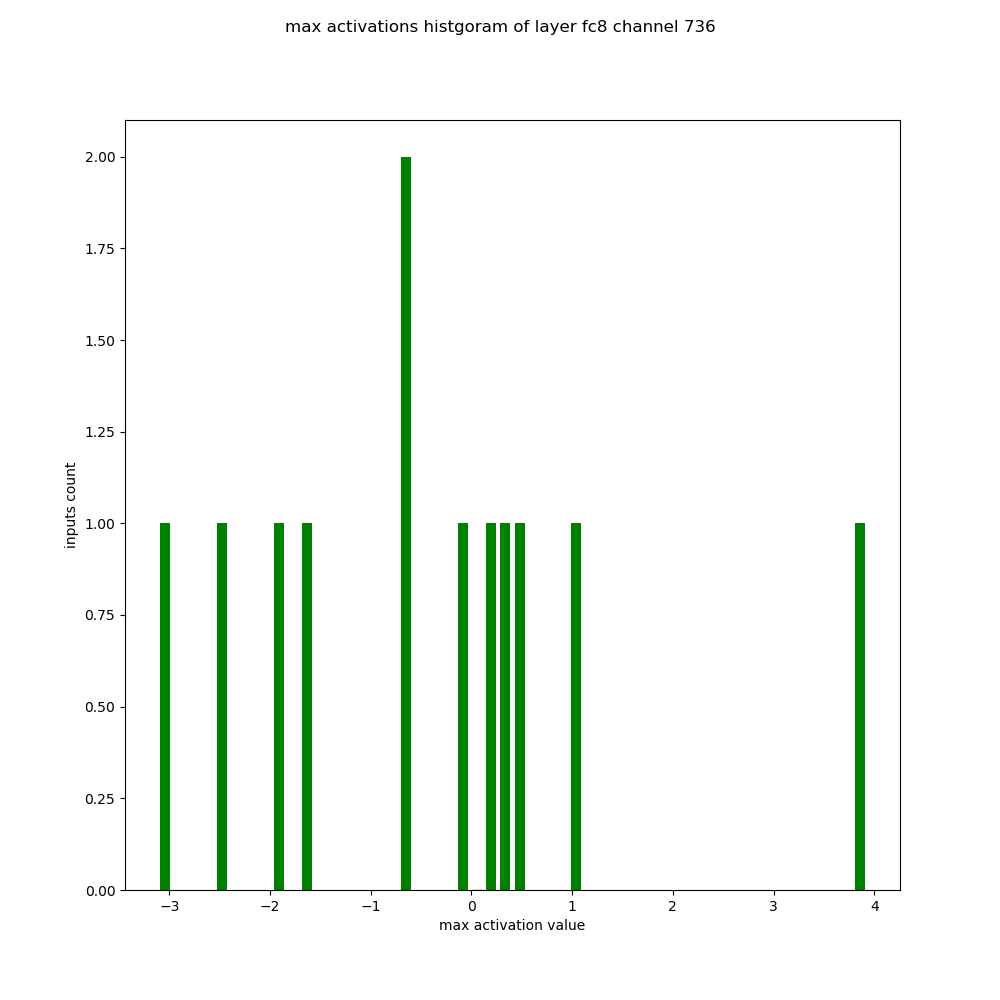 max activations histgoram of layer fc8 channel 736
2.00
1.75
1.50
1.25
1.00
0.75
0.50
0.25
0.00
inputs count
−3 −2 −1 0 1 2 3 4
max activation value